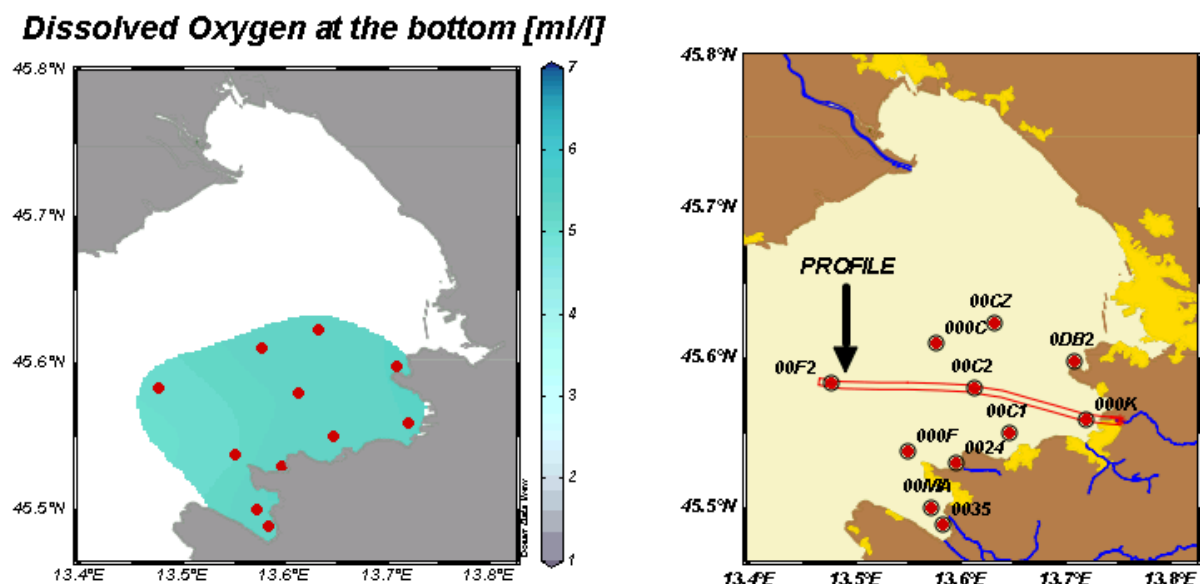 Dissolved Oxygen at the bottom [ml/l]
45.8°N
45.7°N
45.6°N
45.5°N
13.4°E 13.5°E 13.6°E 13.7°E 13.8°E
7
6
5
4
3
2
1
Ocean Data View
45.8°N
45.7°N
45.6°N
45.5°N
PROFILE
00CZ
000C
0DB2
00F2
00C2
000K
00C1
000F
0024
00MA
0035
13.4°E 13.5°E 13.6°E 13.7°E 13.8°E